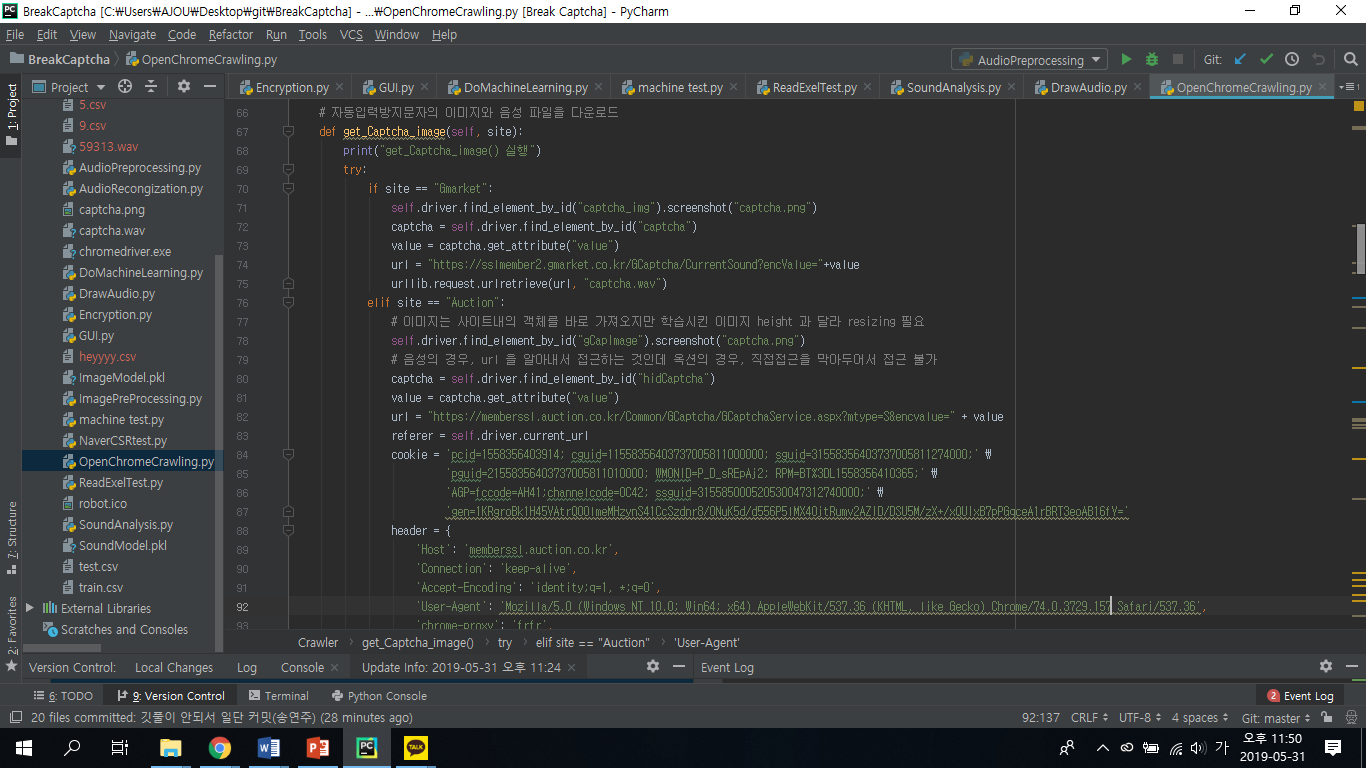 BreakCaptcha [C:₩Users₩AJOU₩Desktop₩git₩BreakCaptcha] - ...₩OpenChromeCrawling.py [Break Captcha] - PyCharm
File Edit View Navigate Code Refactor Run Tools VCS Window Help
BreakCaptcha OpenChromeCrawling.py AudioPreprocessing Git:
1: Project
7: Structure
2: Favorites
Project
5.csv
9.csv
59313.wav
AudioPreprocessing.py
AudioRecongization.py
captcha.png
captcha.wav
chromedriver.exe
DoMachineLearning.py
DrawAudio.py
Encryption.py
GUI.py
heyyyy.csv
ImageModel.pkl
ImagePreProcessing.py
machine test.py
NaverCSRtest.py
OpenChromeCrawling.py
ReadExelTest.py
robot.ico
SoundAnalysis.py
SoundModel.pkl
test.csv
train.csv
External Libraries
Scratches and Consoles
Encryption.py GUI.py DoMachineLearning.py machine test.py ReadExelTest.py SoundAnalysis.py DrawAudio.py OpenChromeCrawling.py
66 # 자동입력방지문자의 이미지와 음성 파일을 다운로드
67 def get_Captcha_image(self, site):
68 print("get_Captcha_image() 실행")
69 try:
70 if site == "Gmarket":
71 self.driver.find_element_by_id("captcha_img").screenshot("captcha.png")
72 captcha = self.driver.find_element_by_id("captcha")
73 value = captcha.get_attribute("value")
74 url = "https://sslmember2.gmarket.co.kr/GCaptcha/CurrentSound?encValue="+value
75 urllib.request.urlretrieve(url, "captcha.wav")
76 elif site == "Auction":
77 # 이미지는 사이트내의 객체를 바로 가져오지만 학습시킨 이미지 height 과 달라 resizing 필요
78 self.driver.find_element_by_id("gCapImage").screenshot("captcha.png")
79 # 음성의 경우, url 을 알아내서 접근하는 것인데 옥션의 경우, 직접접근을 막아두어서 접근 불가
80 captcha = self.driver.find_element_by_id("hidCaptcha")
81 value = captcha.get_attribute("value")
82 url = "https://memberssl.auction.co.kr/Common/GCaptcha/GCaptchaService.aspx?mtype=S&encvalue=" + value
83 referer = self.driver.current_url
84 cookie = 'pcid=1558356403914; cguid=11558356403737005811000000; sguid=31558356403737005811274000;' ₩
85 'pguid=21558356403737005811010000; WMONID=P_D_sREpAj2; RPM=BT%3DL1558356410365;' ₩
86 'AGP=fccode=AH41;channelcode=0C42; ssguid=31558500052053004731274000​0;' ₩
87
88 header = {
89 'Host': 'memberssl.auction.co.kr',
90 'Connection': 'keep-alive',
91 'Accept-Encoding': 'identity;q=1, *;q=0',
92 'User-Agent': 'Mozilla/5.0 (Windows NT 10.0; Win64; x64) AppleWebKit/537.36 (KHTML, like Gecko) Chrome/74.0.3729.157 Safari/537.36',
93 'chrome-proxy': 'frfr',
Crawler get_Captcha_image() try elif site == "Auction" 'User-Agent'
Version Control: Local Changes Log Console Update Info: 2019-05-31 오후 11:24 Event Log
6: TODO 9: Version Control Terminal Python Console 2 Event Log
20 files committed: 깃풀이 안되서 일단 커밋(송연주) (28 minutes ago) 92:137 CRLF UTF-8 4 spaces Git: master
TALK 가 오후 11:50
2019-05-31